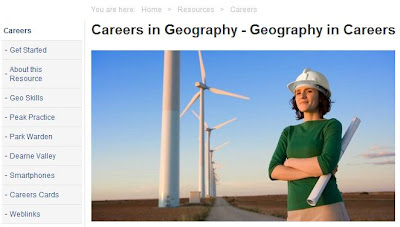 You are here: Home » Resources » Careers
Careers
Careers in Geography - Geography in Careers
- Get Started
- About this
Resource
- Geo Skills
- Peak Practice
- Park Warden
- Dearne Valley
- Smartphones
- Careers Cards
- Weblinks